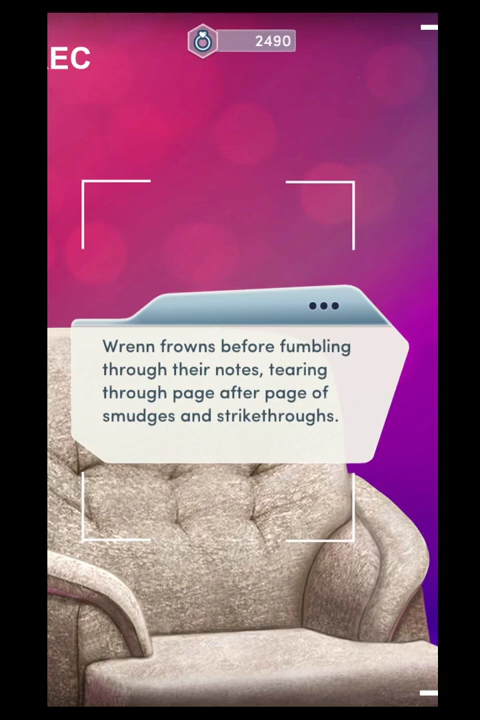 2490
EC
Wrenn frowns before fumbling
through their notes, tearing
through page after page of
smudges and strikethroughs.